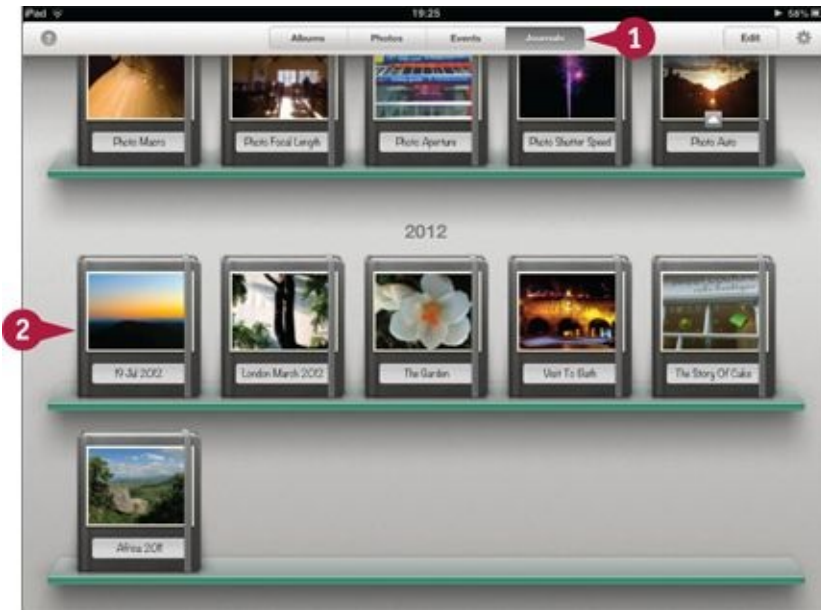 iPad 19:25 58%
Albums Photos Events Journals Edit
1
Photo Macro Photo Focal Length Photo Aperture Photo Shutter Speed Photo Auto
2012
2
19 Jul 2012 London March 2012 The Garden Visit To Bath The Story Of Cake
Africa 2011